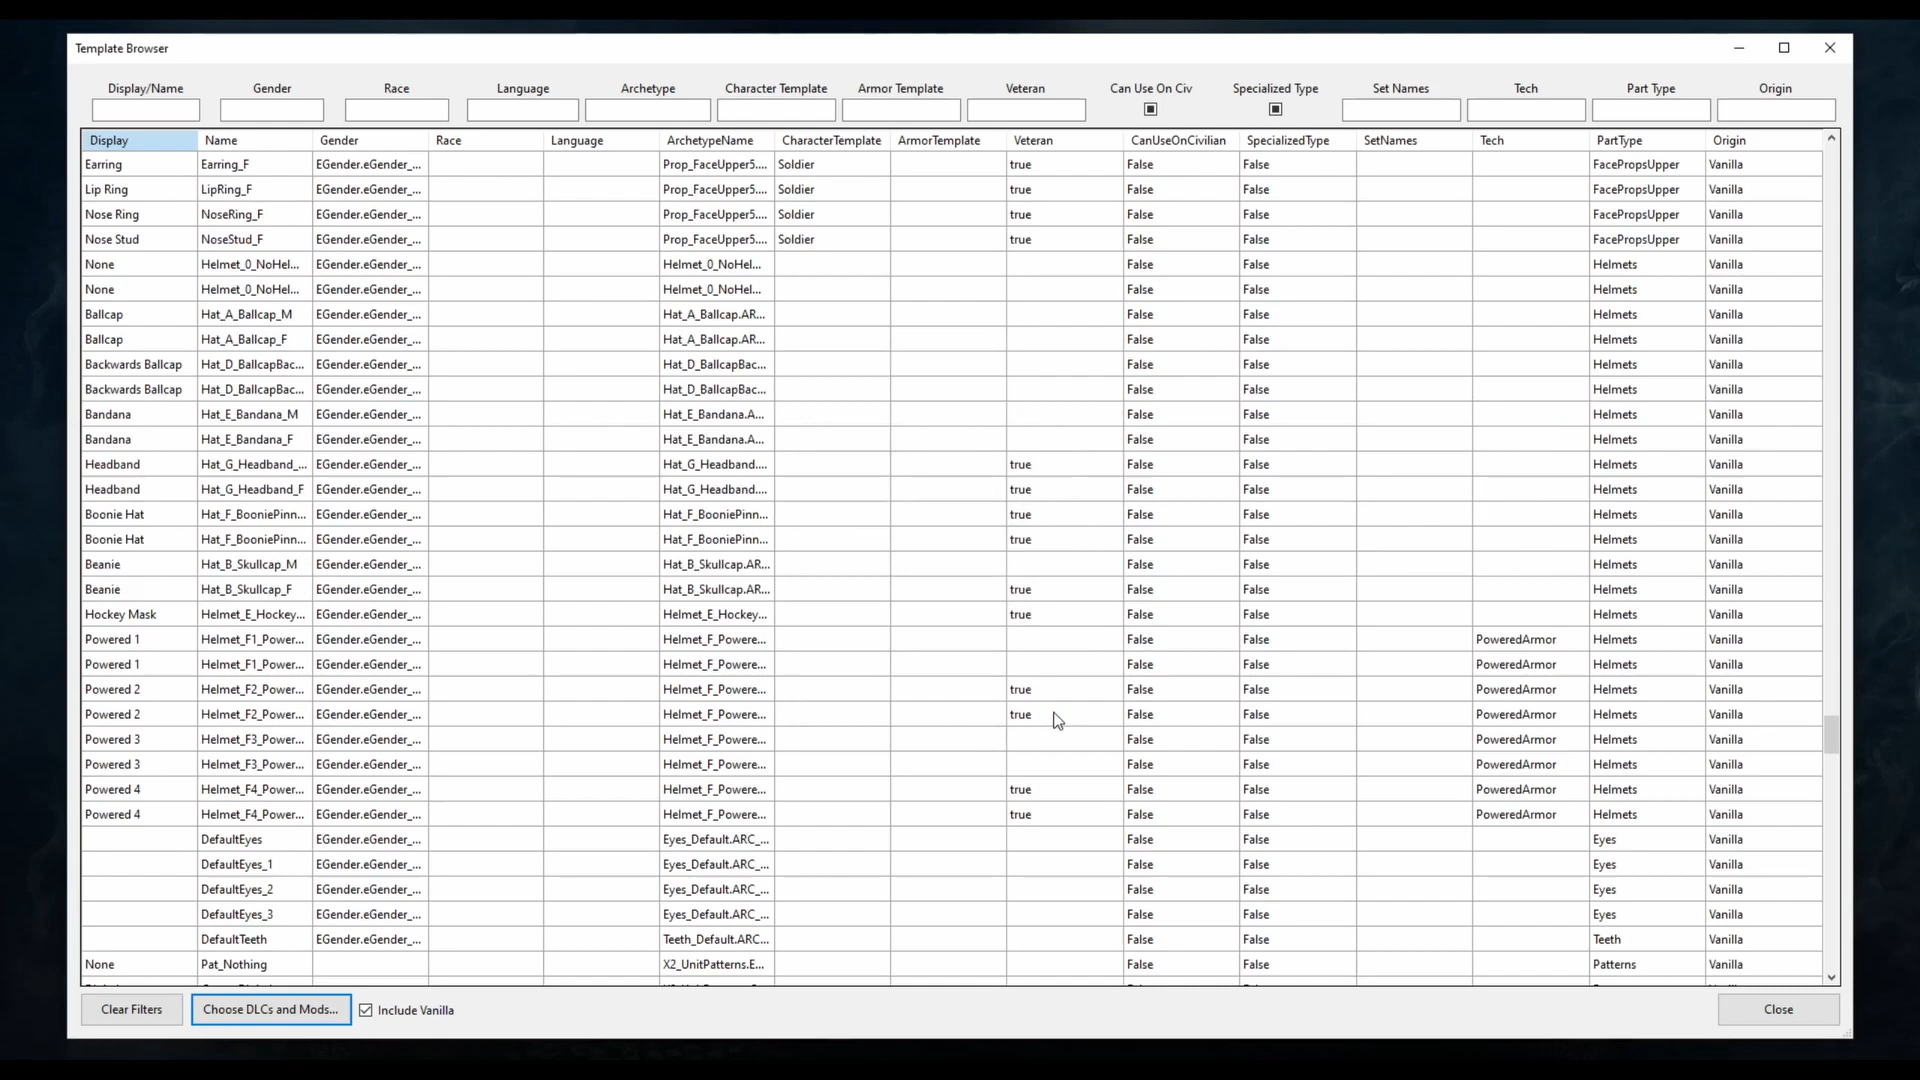 Template Browser
Display/Name Gender Race Language Archetype Character Template Armor Template Veteran Can Use On Civ Specialized Type Set Names Tech Part Type Origin
Display Name Gender Race Language ArchetypeName CharacterTemplate ArmorTemplate Veteran CanUseOnCivilian SpecializedType SetNames Tech PartType Origin
Earring Earring_F EGender.eGender_... Prop_FaceUpper5.... Soldier true False False FacePropsUpper Vanilla
Lip Ring LipRing_F EGender.eGender_... Prop_FaceUpper5.... Soldier true False False FacePropsUpper Vanilla
Nose Ring NoseRing_F EGender.eGender_... Prop_FaceUpper5.... Soldier true False False FacePropsUpper Vanilla
Nose Stud NoseStud_F EGender.eGender_... Prop_FaceUpper5.... Soldier true False False FacePropsUpper Vanilla
None Helmet_0_NoHel... EGender.eGender_... Helmet_0_NoHel... False False Helmets Vanilla
None Helmet_0_NoHel... EGender.eGender_... Helmet_0_NoHel... False False Helmets Vanilla
Ballcap Hat_A_Ballcap_M EGender.eGender_... Hat_A_Ballcap.AR... False False Helmets Vanilla
Ballcap Hat_A_Ballcap_F EGender.eGender_... Hat_A_Ballcap.AR... False False Helmets Vanilla
Backwards Ballcap Hat_D_BallcapBac... EGender.eGender_... Hat_D_BallcapBac... False False Helmets Vanilla
Backwards Ballcap Hat_D_BallcapBac... EGender.eGender_... Hat_D_BallcapBac... False False Helmets Vanilla
Bandana Hat_E_Bandana_M EGender.eGender_... Hat_E_Bandana.A... False False Helmets Vanilla
Bandana Hat_E_Bandana_F EGender.eGender_... Hat_E_Bandana.A... False False Helmets Vanilla
Headband Hat_G_Headband_... EGender.eGender_... Hat_G_Headband.... true False False Helmets Vanilla
Headband Hat_G_Headband_F EGender.eGender_... Hat_G_Headband.... true False False Helmets Vanilla
Boonie Hat Hat_F_BooniePinn... EGender.eGender_... Hat_F_BooniePinn... true False False Helmets Vanilla
Boonie Hat Hat_F_BooniePinn... EGender.eGender_... Hat_F_BooniePinn... true False False Helmets Vanilla
Beanie Hat_B_Skullcap_M EGender.eGender_... Hat_B_Skullcap.AR... False False Helmets Vanilla
Beanie Hat_B_Skullcap_F EGender.eGender_... Hat_B_Skullcap.AR... true False False Helmets Vanilla
Hockey Mask Helmet_E_Hockey... EGender.eGender_... Helmet_E_Hockey... true False False Helmets Vanilla
Powered 1 Helmet_F1_Power... EGender.eGender_... Helmet_F_Powere... False False PoweredArmor Helmets Vanilla
Powered 1 Helmet_F1_Power... EGender.eGender_... Helmet_F_Powere... False False PoweredArmor Helmets Vanilla
Powered 2 Helmet_F2_Power... EGender.eGender_... Helmet_F_Powere... true False False PoweredArmor Helmets Vanilla
Powered 2 Helmet_F2_Power... EGender.eGender_... Helmet_F_Powere... true False False PoweredArmor Helmets Vanilla
Powered 3 Helmet_F3_Power... EGender.eGender_... Helmet_F_Powere... False False PoweredArmor Helmets Vanilla
Powered 3 Helmet_F3_Power... EGender.eGender_... Helmet_F_Powere... False False PoweredArmor Helmets Vanilla
Powered 4 Helmet_F4_Power... EGender.eGender_... Helmet_F_Powere... true False False PoweredArmor Helmets Vanilla
Powered 4 Helmet_F4_Power... EGender.eGender_... Helmet_F_Powere... true False False PoweredArmor Helmets Vanilla
DefaultEyes EGender.eGender_... Eyes_Default.ARC_... False False Eyes Vanilla
DefaultEyes_1 EGender.eGender_... Eyes_Default.ARC_... False False Eyes Vanilla
DefaultEyes_2 EGender.eGender_... Eyes_Default.ARC_... False False Eyes Vanilla
DefaultEyes_3 EGender.eGender_... Eyes_Default.ARC_... False False Eyes Vanilla
DefaultTeeth EGender.eGender_... Teeth_Default.ARC... False False Teeth Vanilla
None Pat_Nothing X2_UnitPatterns.E... False False Patterns Vanilla
Clear Filters Choose DLCs and Mods... Include Vanilla Close